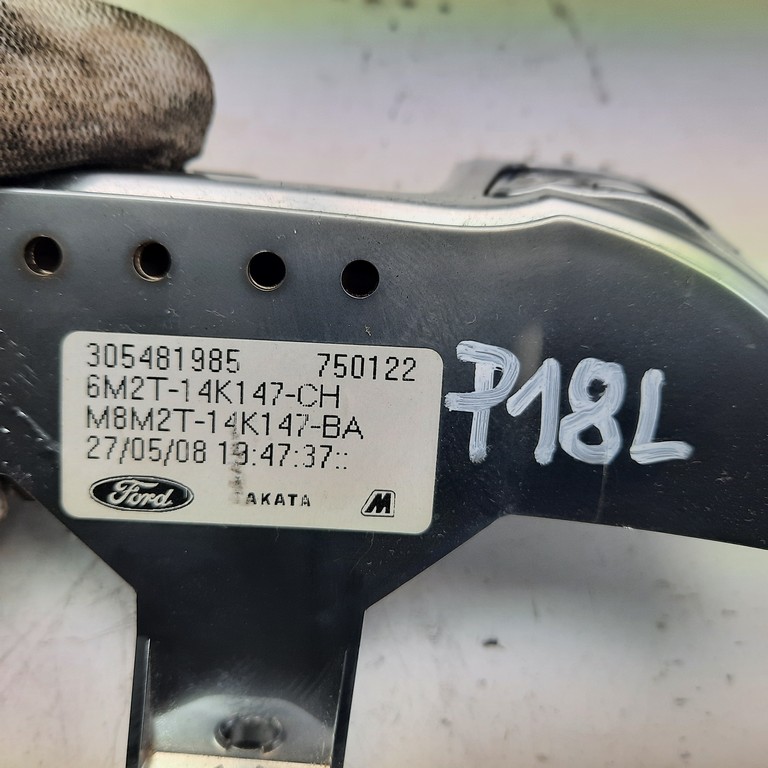 305481985 750122
6M2T-14K147-CH
M8M2T-14K147-BA
27/05/08 19:47:37::
Ford TAKATA M
P18L